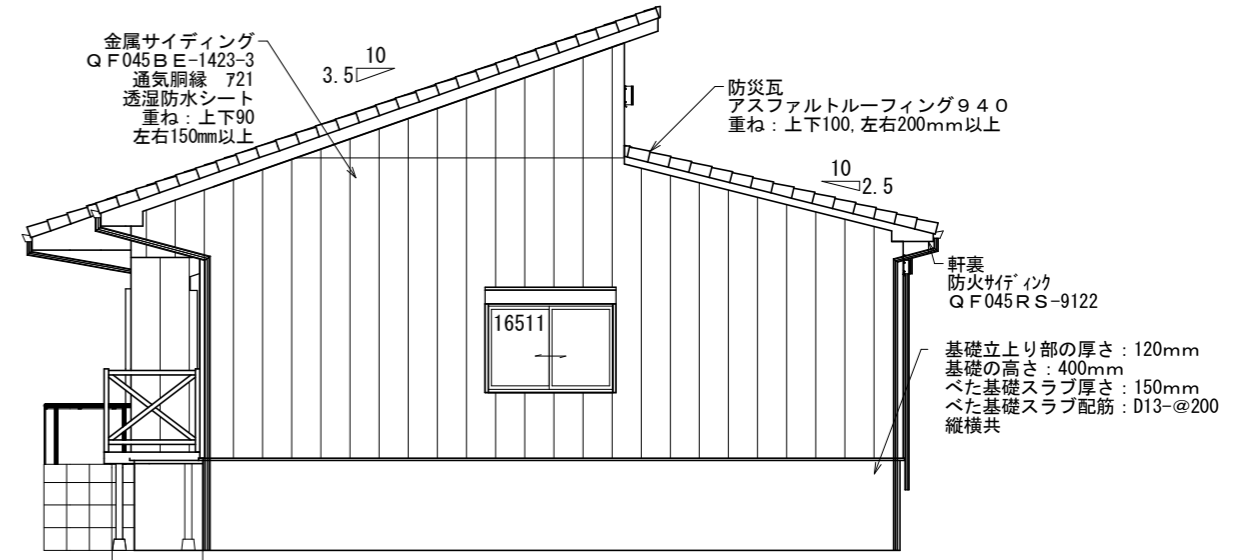 金属サイディング
ＱＦ045ＢＥ-1423-3
通気胴縁　ｱ21
透湿防水シート
重ね：上下90
左右150mm以上
10
3.5
防災瓦
アスファルトルーフィング９４０
重ね：上下100,左右200ｍｍ以上
10
2.5
軒裏
防火ｻｲﾃﾞｨﾝｸ
ＱＦ045ＲＳ-9122
16511
基礎立上り部の厚さ：120ｍｍ
基礎の高さ：400ｍｍ
べた基礎スラブ厚さ：150ｍｍ
べた基礎スラブ配筋：D13-＠200
縦横共